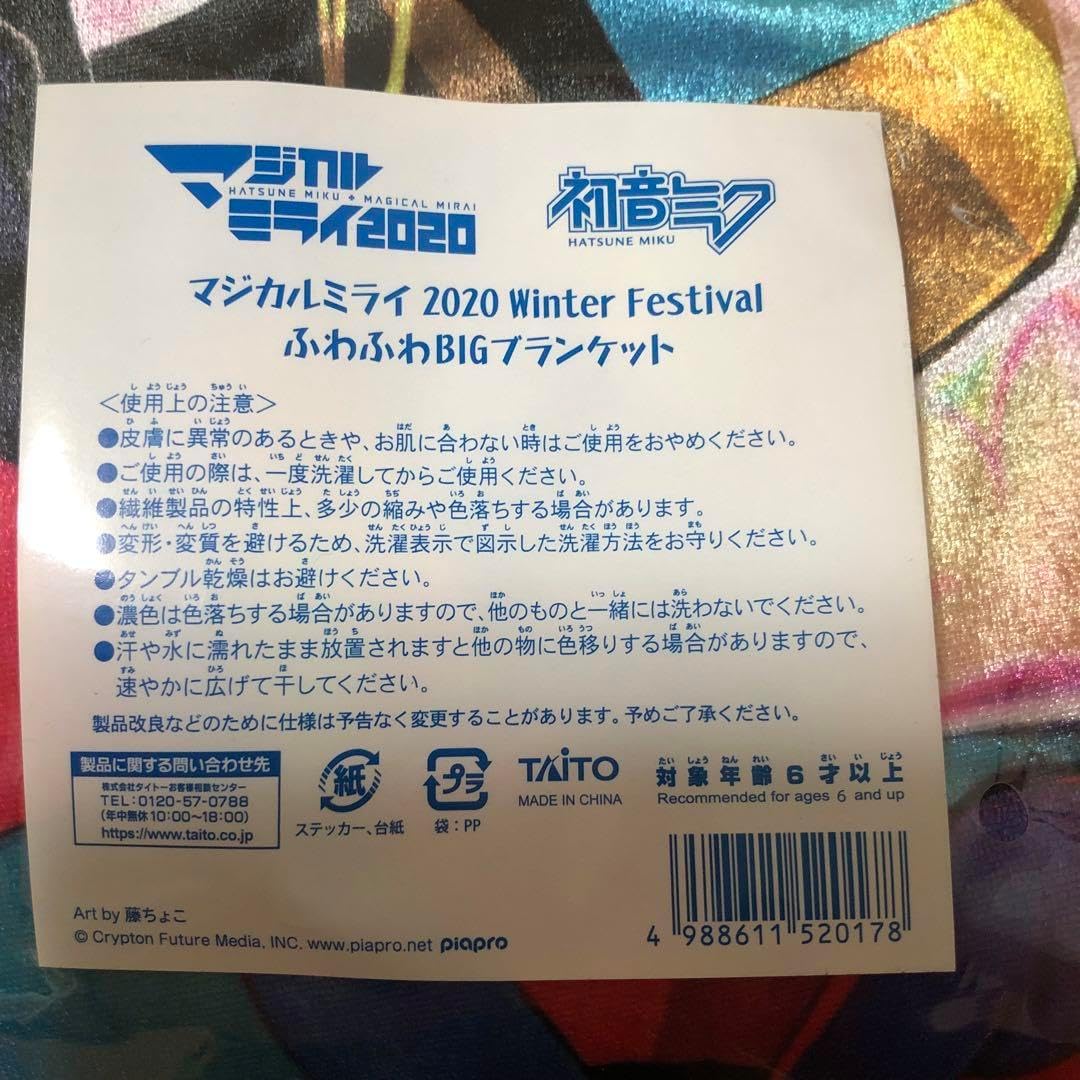 マジカル
HATSUNE MIKU + MAGICAL MIRAI
ミライ2020
初音ミク
HATSUNE MIKU
マジカルミライ 2020 Winter Festival
ふわふわBIGブランケット
<使用上の注意>
●皮膚に異常のあるときや、お肌に合わない時はご使用をおやめください。
●ご使用の際は、一度洗濯してからご使用ください。
●繊維製品の特性上、多少の縮みや色落ちする場合があります。
●変形・変質を避けるため、洗濯表示で図示した洗濯方法をお守りください。
●タンブル乾燥はお避けください。
●濃色は色落ちする場合がありますので、他のものと一緒には洗わないでください。
●汗や水に濡れたまま放置されますと他の物に色移りする場合がありますので、
速やかに広げて干してください。
製品改良などのために仕様は予告なく変更することがあります。予めご了承ください。
製品に関する問い合わせ先
株式会社タイトーお客様相談センター
TEL:0120-57-0788
(年中無休10:00~18:00)
https://www.taito.co.jp
紙
ステッカー、台紙
プラ
袋:PP
TAITO
MADE IN CHINA
対象年齢6才以上
Recommended for ages 6 and up
Art by 藤ちょこ
© Crypton Future Media, INC. www.piapro.net piapro
4 988611 520178